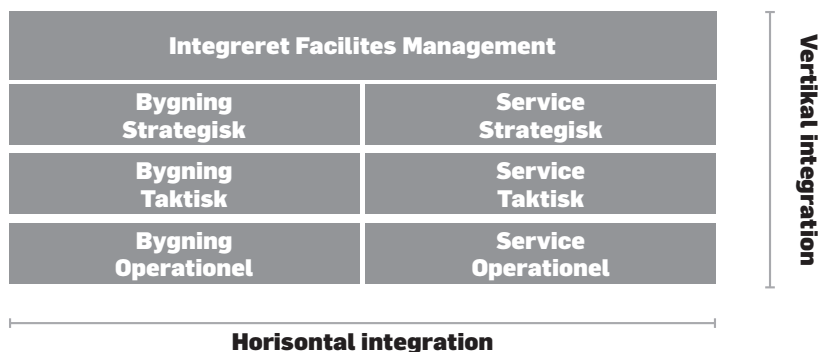 Integreret Facilites Management
Bygning
Strategisk
Service
Strategisk
Bygning
Taktisk
Service
Taktisk
Bygning
Operationel
Service
Operationel
Vertikal integration
Horisontal integration